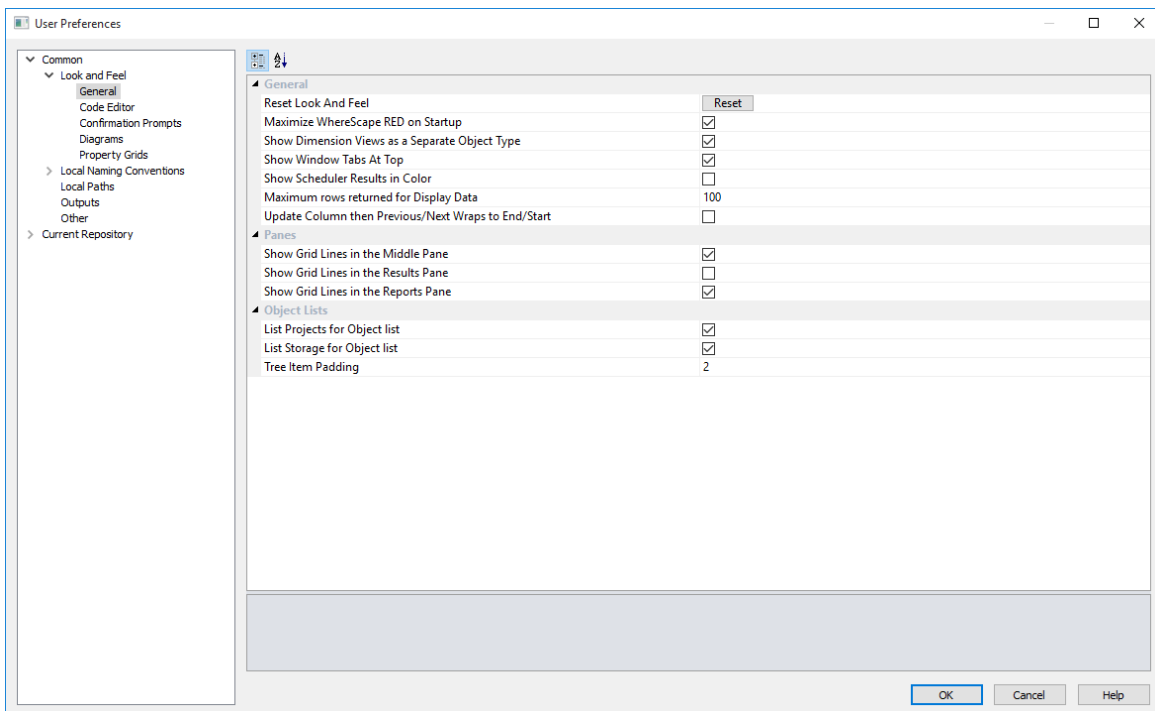 User Preferences
Common
Look and Feel
General
Code Editor
Confirmation Prompts
Diagrams
Property Grids
Local Naming Conventions
Local Paths
Outputs
Other
Current Repository
General
Reset Look And Feel Reset
Maximize WhereScape RED on Startup
Show Dimension Views as a Separate Object Type
Show Window Tabs At Top
Show Scheduler Results in Color
Maximum rows returned for Display Data 100
Update Column then Previous/Next Wraps to End/Start
Panes
Show Grid Lines in the Middle Pane
Show Grid Lines in the Results Pane
Show Grid Lines in the Reports Pane
Object Lists
List Projects for Object list
List Storage for Object list
Tree Item Padding 2
OK Cancel Help